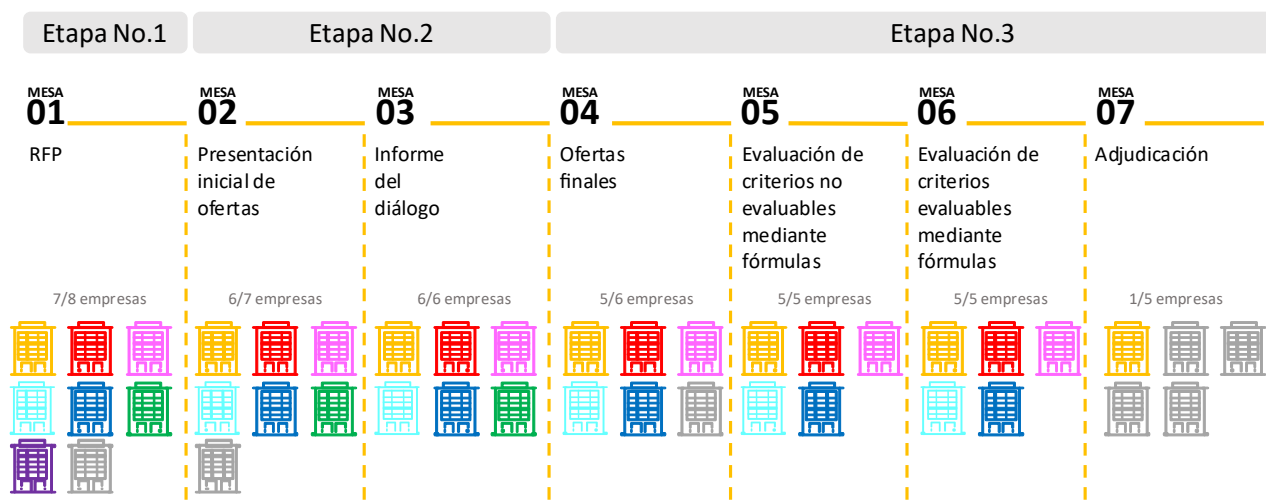 Etapa No.1
Etapa No.2
Etapa No.3
MESA
01
RFP
7/8 empresas
MESA
02
Presentación
inicial de
ofertas
6/7 empresas
MESA
03
Informe
del
diálogo
6/6 empresas
MESA
04
Ofertas
finales
5/6 empresas
MESA
05
Evaluación de
criterios no
evaluables
mediante
fórmulas
5/5 empresas
MESA
06
Evaluación de
criterios
evaluables
mediante
fórmulas
5/5 empresas
MESA
07
Adjudicación
1/5 empresas